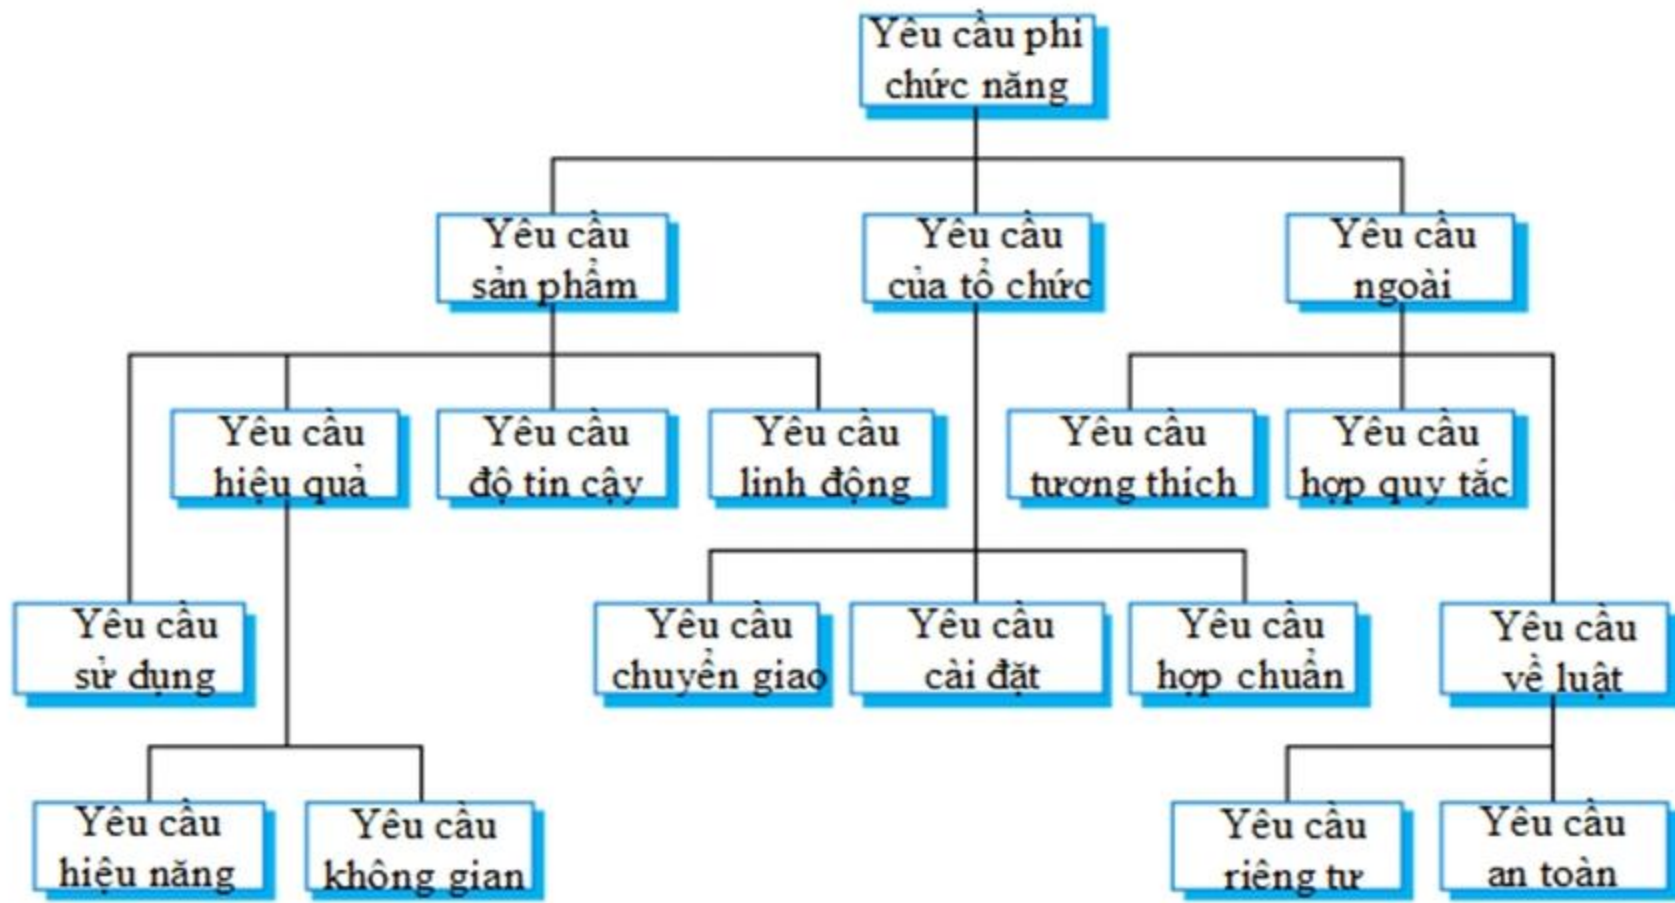 Yêu cầu phi
chức năng
Yêu cầu
sản phẩm
Yêu cầu
của tổ chức
Yêu cầu
ngoài
Yêu cầu
hiệu quả
Yêu cầu
độ tin cậy
Yêu cầu
linh động
Yêu cầu
tương thích
Yêu cầu
hợp quy tắc
Yêu cầu
sử dụng
Yêu cầu
chuyển giao
Yêu cầu
cài đặt
Yêu cầu
hợp chuẩn
Yêu cầu
về luật
Yêu cầu
hiệu năng
Yêu cầu
không gian
Yêu cầu
riêng tư
Yêu cầu
an toàn